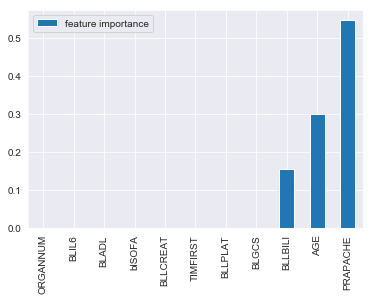 feature importance
0.5
0.4
0.3
0.2
0.1
0.0
ORGANNUM
BLIL6
BLADL
blSOFA
BLLCREAT
TIMFIRST
BLLPLAT
BLGCS
BLLBILI
AGE
PRAPACHE